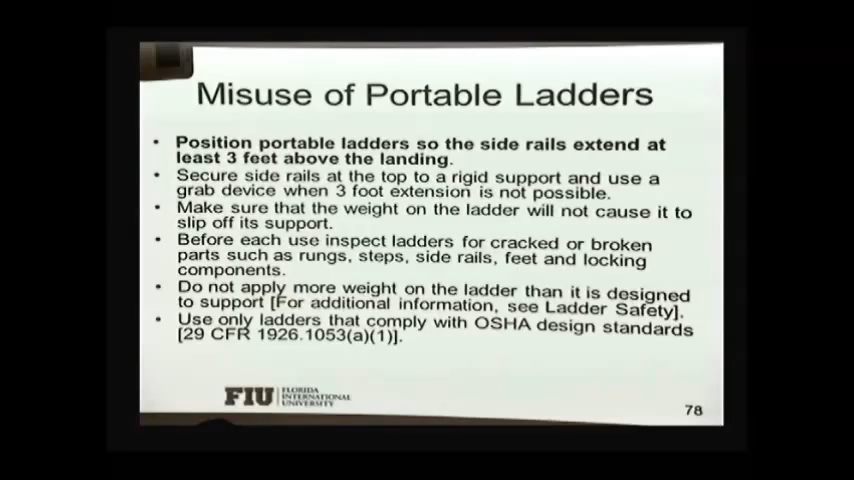 Misuse of Portable Ladders
• Position portable ladders so the side rails extend at
least 3 feet above the landing.
• Secure side rails at the top to a rigid support and use a
grab device when 3 foot extension is not possible.
• Make sure that the weight on the ladder will not cause it to
slip off its support.
• Before each use inspect ladders for cracked or broken
parts such as rungs, steps, side rails, feet and locking
components.
• Do not apply more weight on the ladder than it is designed
to support [For additional information, see Ladder Safety].
• Use only ladders that comply with OSHA design standards
[29 CFR 1926.1053(a)(1)].
FIU
FLORIDA
INTERNATIONAL
UNIVERSITY
78